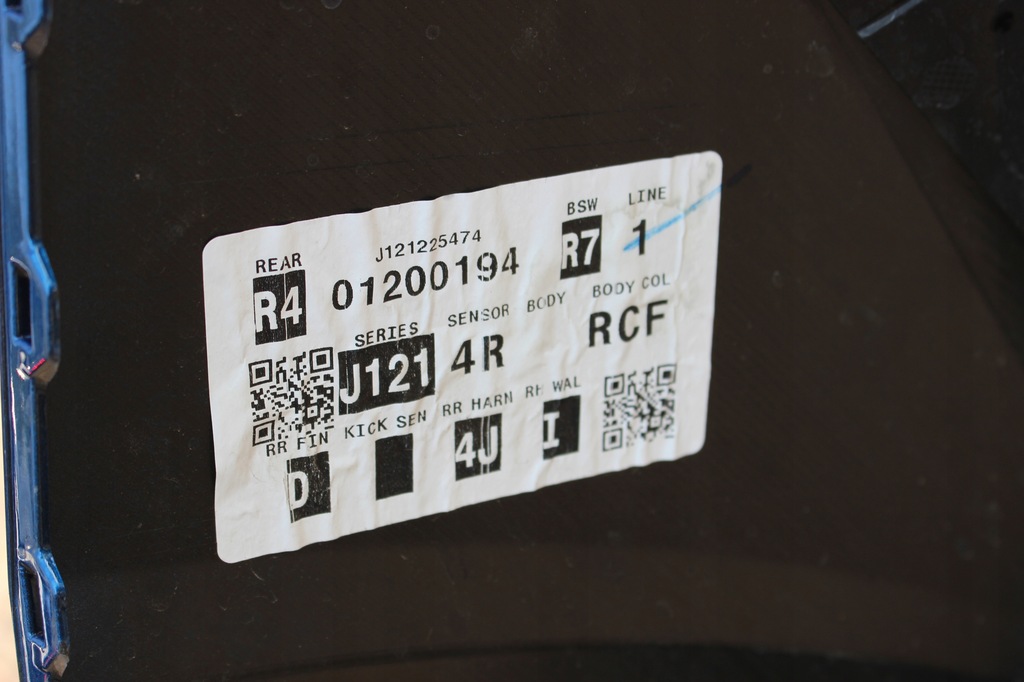 REAR J121225474 BSW LINE
R4 01200194 R7 1
SERIES SENSOR BODY BODY COL
J121 4R RCF
RR FIN KICK SEN RR HARN RH WAL
D 4J I